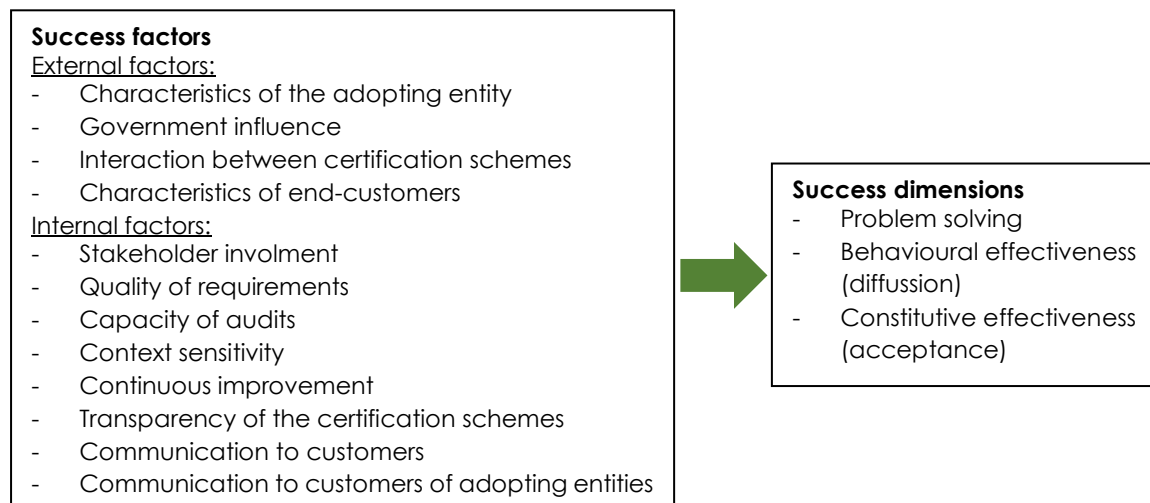 Success factors
External factors:
- Characteristics of the adopting entity
- Government influence
- Interaction between certification schemes
- Characteristics of end-customers
Internal factors:
- Stakeholder involment
- Quality of requirements
- Capacity of audits
- Context sensitivity
- Continuous improvement
- Transparency of the certification schemes
- Communication to customers
- Communication to customers of adopting entities
Success dimensions
- Problem solving
- Behavioural effectiveness
(diffussion)
- Constitutive effectiveness
(acceptance)